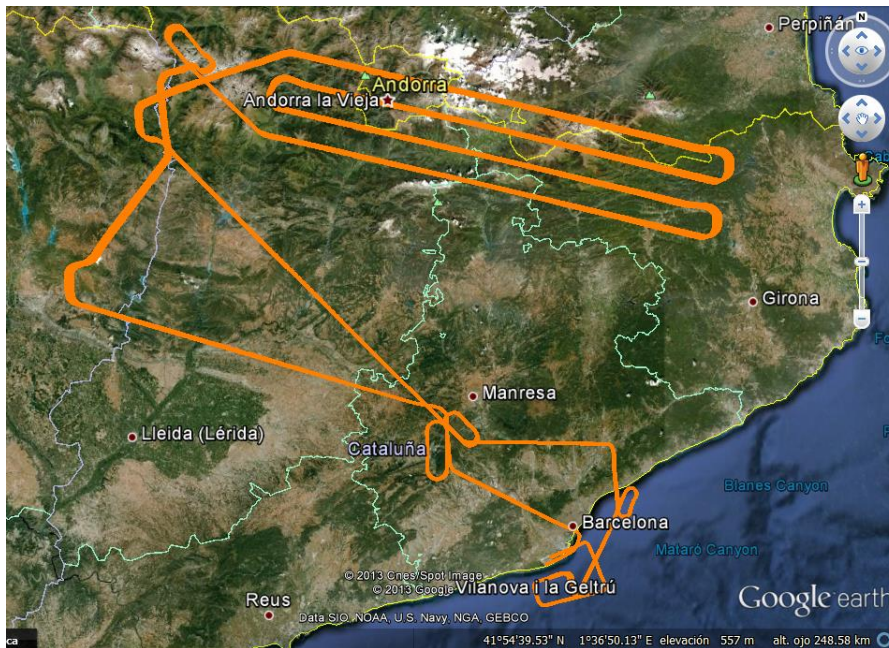 N
Perpiñán
Andorra
Andorra la Vieja
Girona
Manresa
Lleida (Lérida)
Cataluña
Blanes Canyon
Barcelona
Mataró Canyon
© 2013 Cnes/Spot Image
© 2013 Google
Vilanova i la Geltrú
Google earth
Reus
Data SIO, NOAA, U.S. Navy, NGA, GEBCO
41°54'39.53" N 1°36'50.13" E elevación 557 m alt. ojo 248.58 km